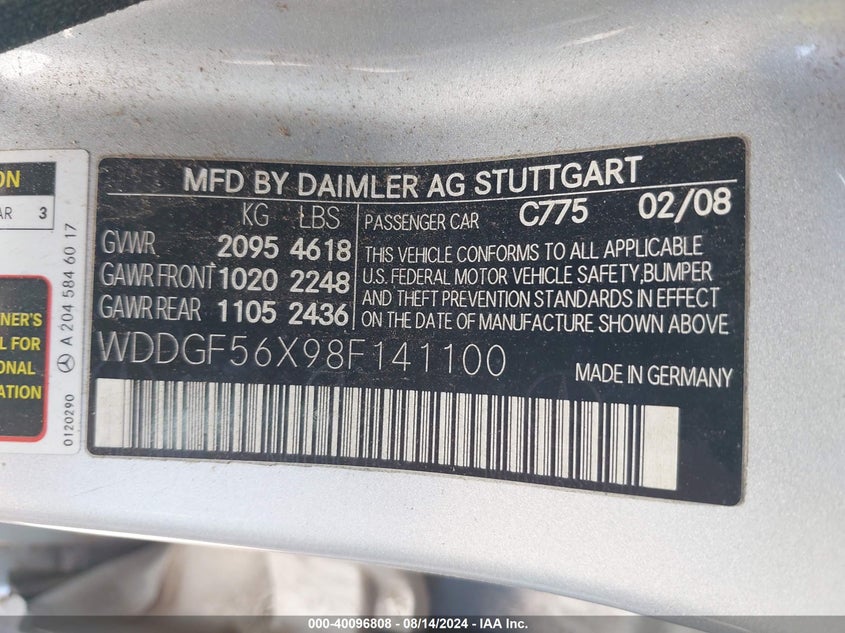 ON
AR 3
NER'S
L FOR
ONAL
ATION
0120290 A 204 584 60 17
MFD BY DAIMLER AG STUTTGART
KG LBS
GVWR 2095 4618
GAWR FRONT 1020 2248
GAWR REAR 1105 2436
PASSENGER CAR C775 02/08
THIS VEHICLE CONFORMS TO ALL APPLICABLE
U.S. FEDERAL MOTOR VEHICLE SAFETY,BUMPER
AND THEFT PREVENTION STANDARDS IN EFFECT
ON THE DATE OF MANUFACTURE SHOWN ABOVE
WDDGF56X98F141100
MADE IN GERMANY
000-40096808 - 08/14/2024 - IAA Inc.